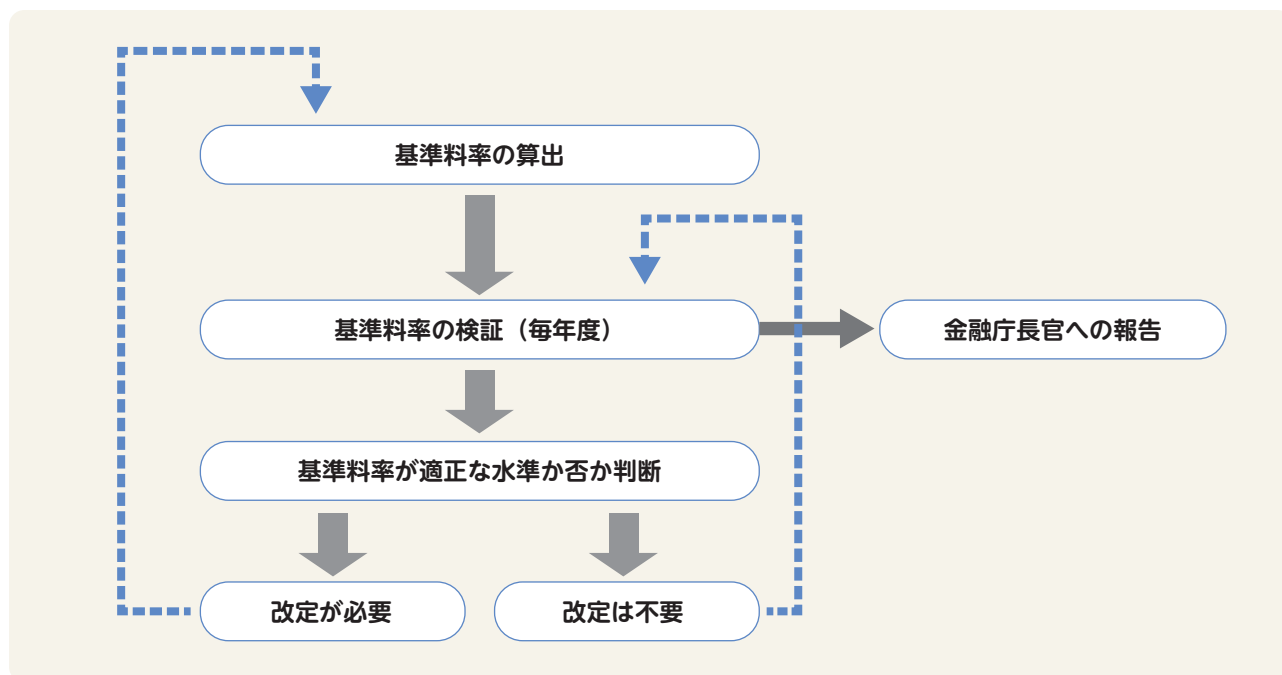 基準料率の算出
基準料率の検証（毎年度）
金融庁長官への報告
基準料率が適正な水準か否か判断
改定が必要
改定は不要